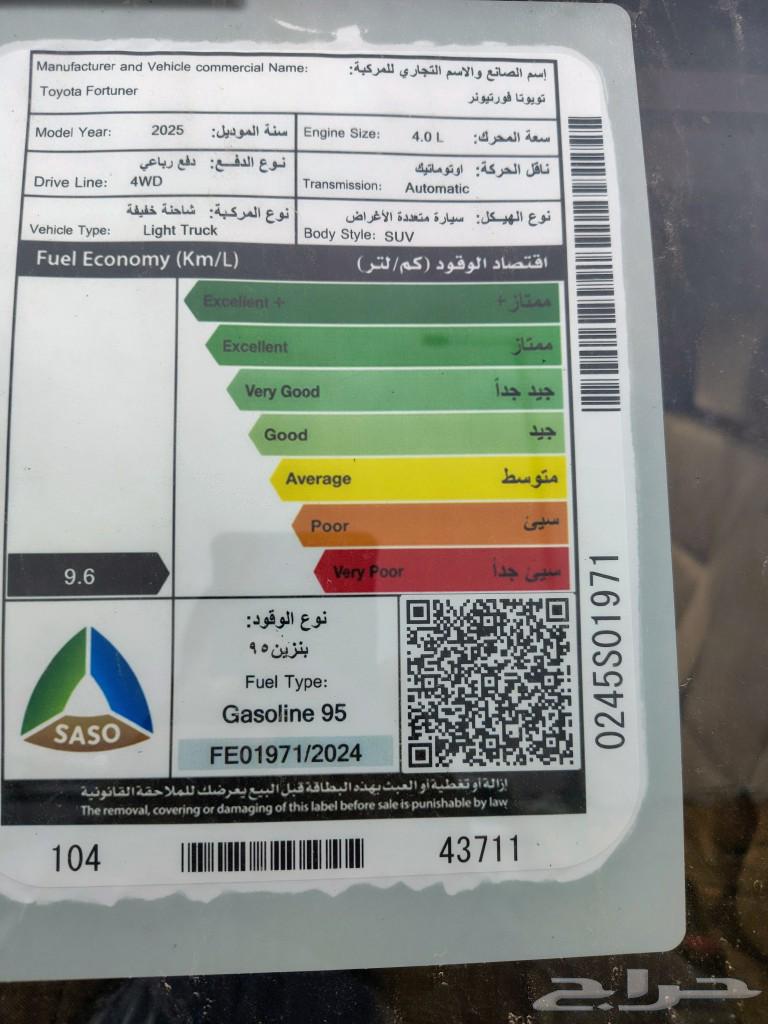 Manufacturer and Vehicle commercial Name: إسم الصانع والاسم التجاري للمركبة:
Toyota Fortuner تويوتا فورتيونر
Model Year: 2025 سنة الموديل: Engine Size: 4.0 L سعة المحرك:
نوع الدفع: دفع رباعي
Drive Line: 4WD
ناقل الحركة: اوتوماتيك
Transmission: Automatic
نوع المركبة: شاحنة خفيفة
Vehicle Type: Light Truck
نوع الهيكل: سيارة متعددة الأغراض
Body Style: SUV
Fuel Economy (Km/L) اقتصاد الوقود (كم/لتر)
Excellent + ممتاز+
Excellent ممتاز
Very Good جيد جداً
Good جيد
Average متوسط
Poor سيئ
9.6
Very Poor سيئ جداً
SASO
نوع الوقود:
بنزين ٩٥
Fuel Type:
Gasoline 95
FE01971/2024
إزالة أو تغطية أو العبث بهذه البطاقة قبل البيع يعرضك للملاحقة القانونية
The removal, covering or damaging of this label before sale is punishable by law
104 43711
0245S01971
حراج